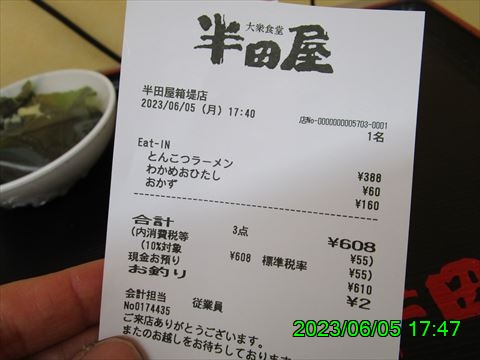 大衆食堂
半田屋
半田屋箱堤店
2023/06/05 (月) 17:40
店No-0000000005703-0001
1名
Eat-IN
とんこつラーメン ¥388
わかめおひたし ¥60
おかず ¥160
合計 3点 ¥608
(内消費税等 ¥55)
(10%対象 ¥608 標準税率 ¥55)
現金お預り ¥610
お釣り ¥2
会計担当 従業員
No0174435
ご来店ありがとうございます。
またのお越しをお待ちしております
半田
2023/06/05 17:47